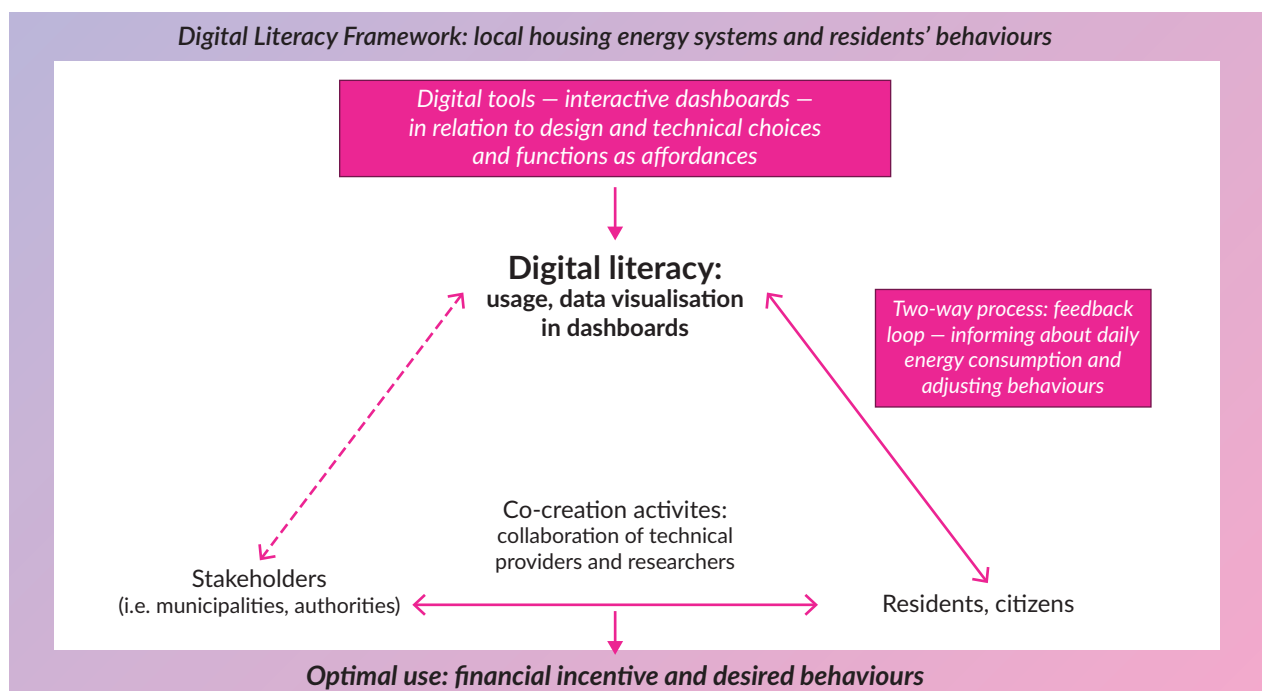 Digital Literacy Framework: local housing energy systems and residents’ behaviours
Digital tools — interactive dashboards —
in relation to design and technical choices
and functions as affordances
Digital literacy:
usage, data visualisation
in dashboards
Two-way process: feedback
loop — informing about daily
energy consumption and
adjusting behaviours
Co-creation activites:
collaboration of technical
providers and researchers
Stakeholders
(i.e. municipalities, authorities)
Residents, citizens
Optimal use: financial incentive and desired behaviours